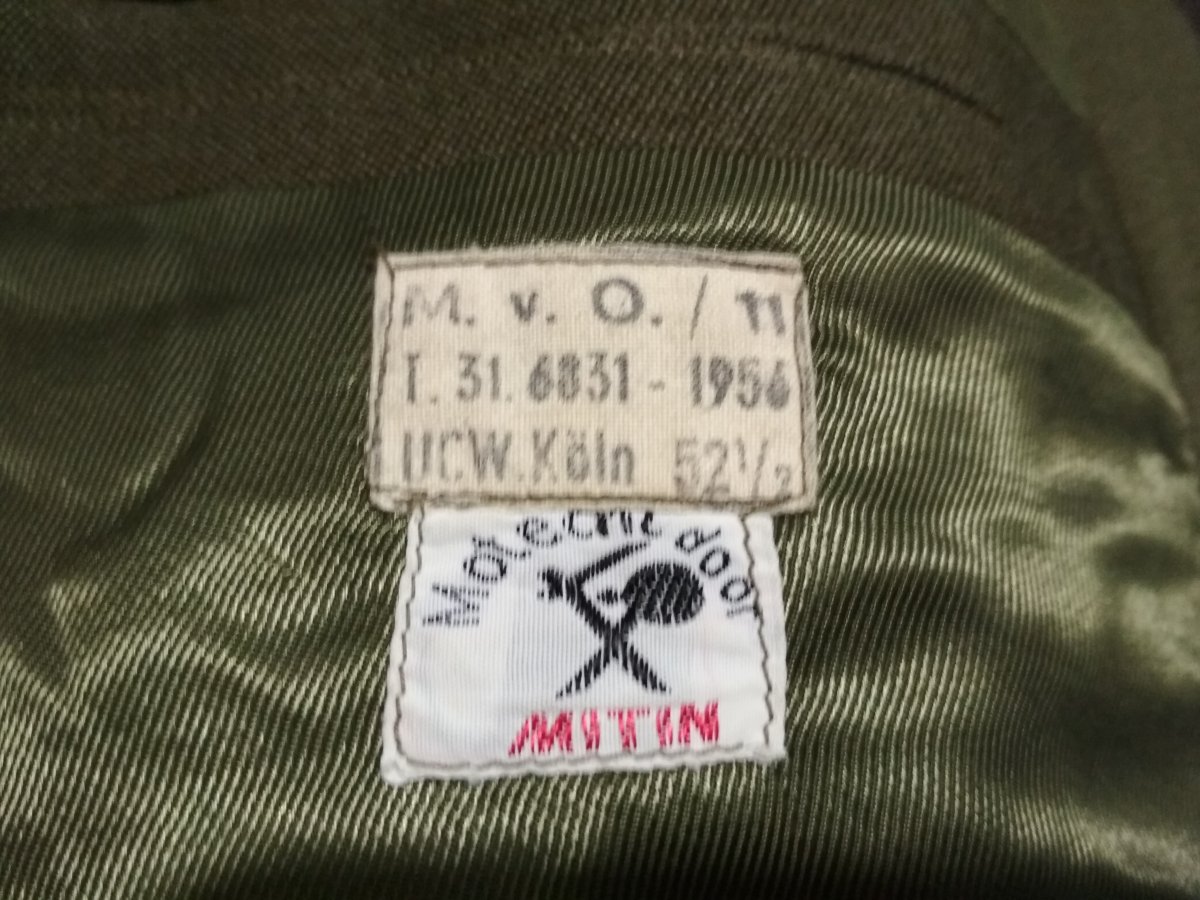 M. v. O. / 11
I. 31. 6831 - 1956
UCW. Köln 52½
Motecht door
MITIN